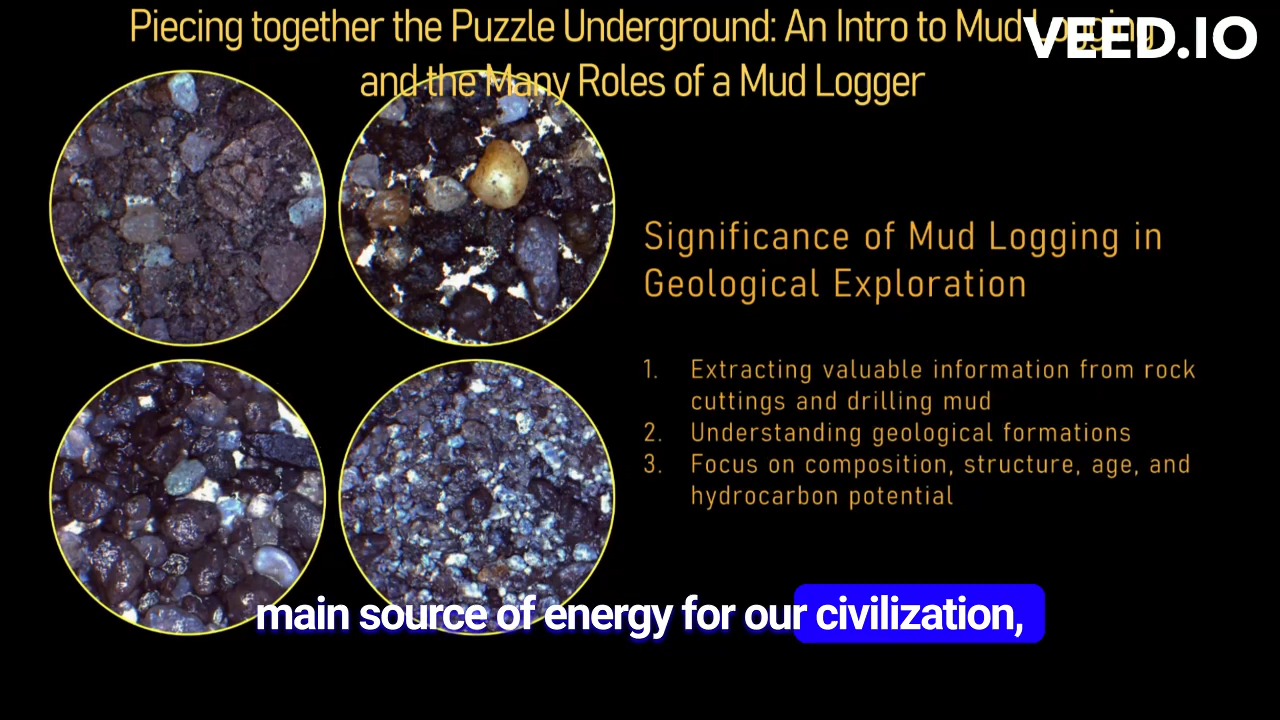 Piecing together the Puzzle Underground: An Intro to Mud Logging
VEED.IO
and the Many Roles of a Mud Logger
Significance of Mud Logging in
Geological Exploration
1. Extracting valuable information from rock
cuttings and drilling mud
2. Understanding geological formations
3. Focus on composition, structure, age, and
hydrocarbon potential
main source of energy for our civilization,